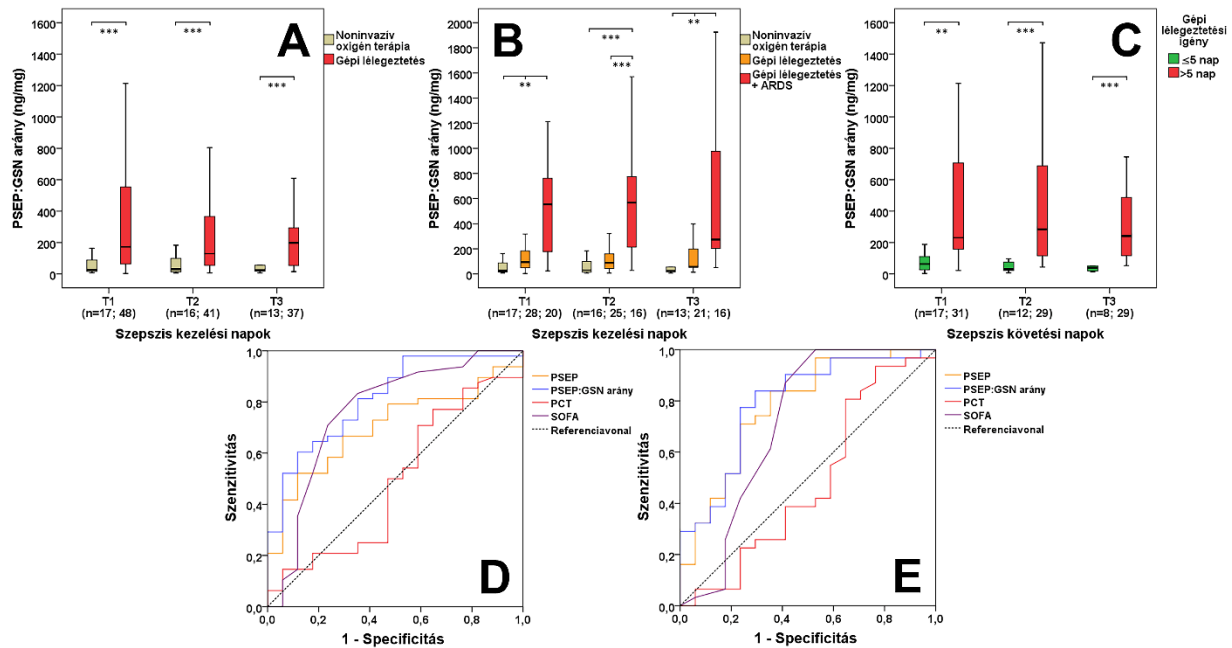 A
PSEP:GSN arány (ng/mg)
1600
1400
1200
1000
800
600
400
200
0
***
***
***
Noninvazív
oxigén terápia
Gépi lélegeztetés
T1
(n=17; 48)
T2
(n=16; 41)
T3
(n=13; 37)
Szepszis kezelési napok
B
PSEP:GSN arány (ng/mg)
2000
1800
1600
1400
1200
1000
800
600
400
200
0
**
***
***
**
Noninvazív
oxigén terápia
Gépi lélegeztetés
Gépi lélegeztetés
+ ARDS
T1
(n=17; 28; 20)
T2
(n=16; 25; 16)
T3
(n=13; 21; 16)
Szepszis kezelési napok
C
PSEP:GSN arány (ng/mg)
1600
1400
1200
1000
800
600
400
200
0
**
***
***
Gépi
lélegeztetési
igény
≤5 nap
>5 nap
T1
(n=17; 31)
T2
(n=12; 29)
T3
(n=8; 29)
Szepszis követési napok
D
Szenzitivitás
1,0
0,8
0,6
0,4
0,2
0,0
0,0 0,2 0,4 0,6 0,8 1,0
1 - Specificitás
PSEP
PSEP:GSN arány
PCT
SOFA
Referenciavonal
E
Szenzitivitás
1,0
0,8
0,6
0,4
0,2
0,0
0,0 0,2 0,4 0,6 0,8 1,0
1 - Specificitás
PSEP
PSEP:GSN arány
PCT
SOFA
Referenciavonal